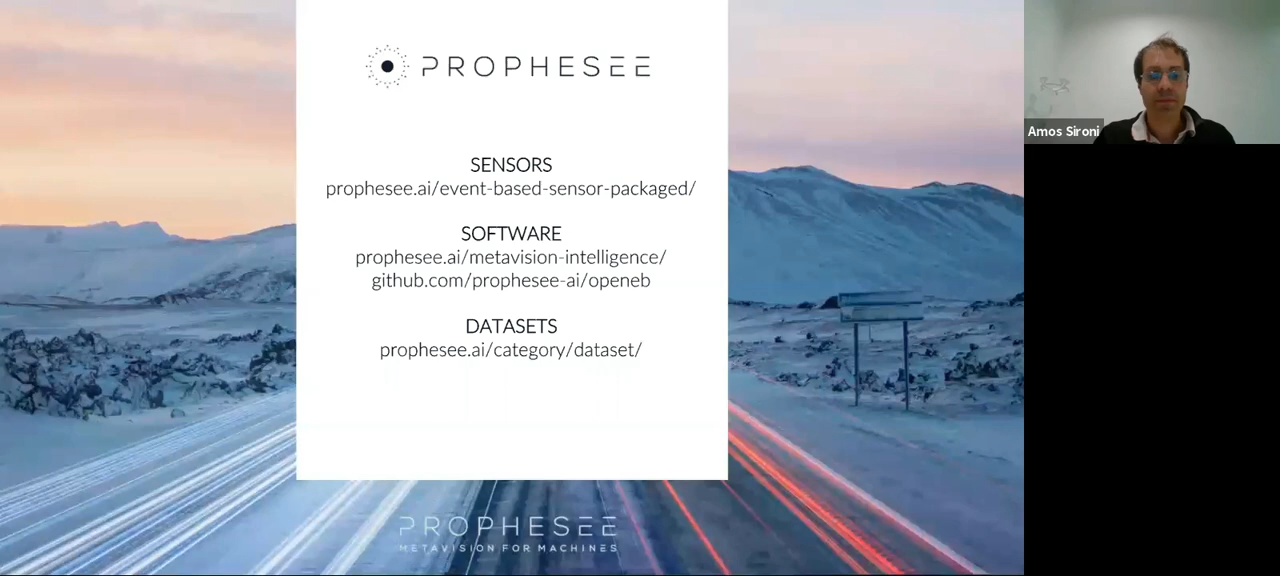 PROPHESEE
SENSORS
prophesee.ai/event-based-sensor-packaged/
SOFTWARE
prophesee.ai/metavision-intelligence/
github.com/prophesee-ai/openeb
DATASETS
prophesee.ai/category/dataset/
PROPHESEE
METAVISION FOR MACHINES
Amos Sironi